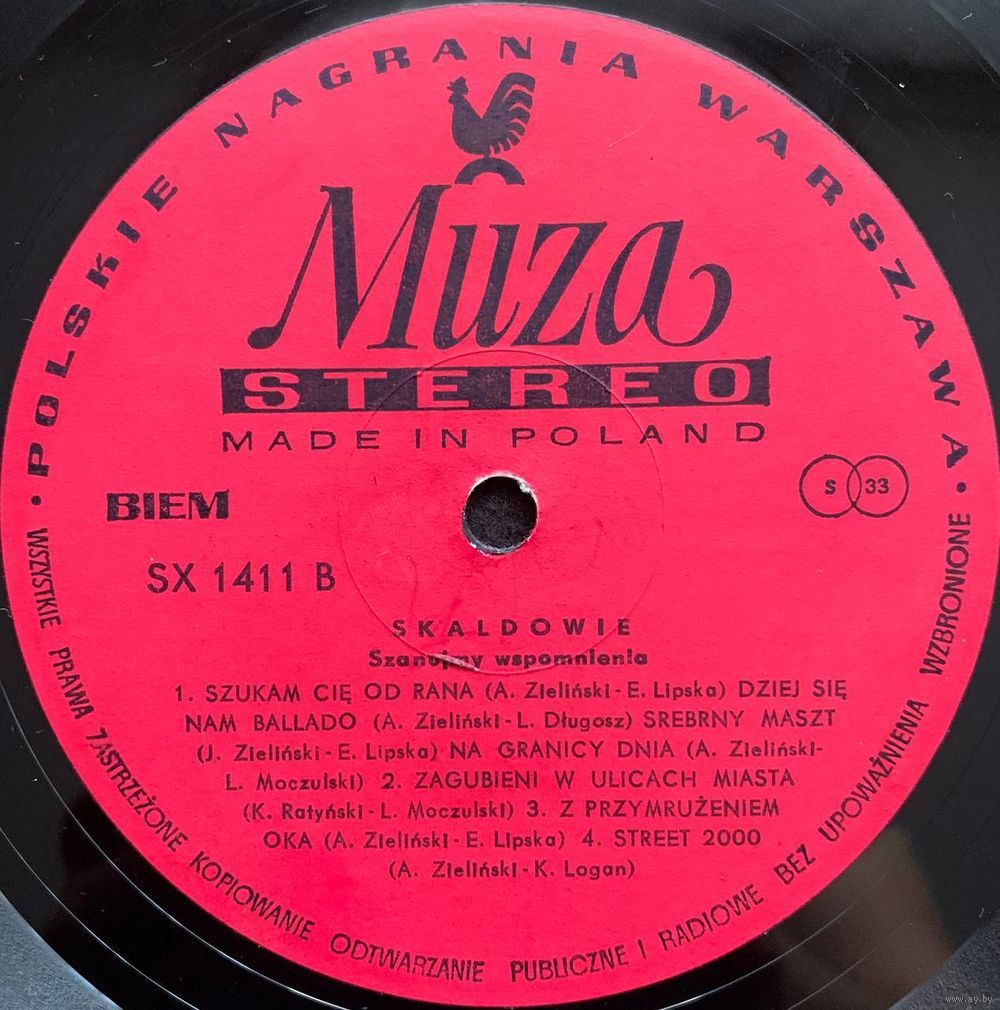 • POLSKIE NAGRANIA WARSZAWA •
Muza
STEREO
MADE IN POLAND
BIEM
S 33
SX 1411 B
SKALDOWIE
Szanujmy wspomnienia
1. SZUKAM CIĘ OD RANA (A. Zieliński - E. Lipska) DZIEJ SIĘ
NAM BALLADO (A. Zieliński - L. Długosz) SREBRNY MASZT
(J. Zieliński - E. Lipska) NA GRANICY DNIA (A. Zieliński-
L. Moczulski) 2. ZAGUBIENI W ULICACH MIASTA
(K. Ratyński - L. Moczulski) 3. Z PRZYMRUŻENIEM
OKA (A. Zieliński - E. Lipska) 4. STREET 2000
(A. Zieliński - K. Logan)
WSZYSTKIE PRAWA ZASTRZEŻONE KOPIOWANIE ODTWARZANIE PUBLICZNE I RADIOWE BEZ UPOWAŻNIENIA WZBRONIONE
www.ay.by